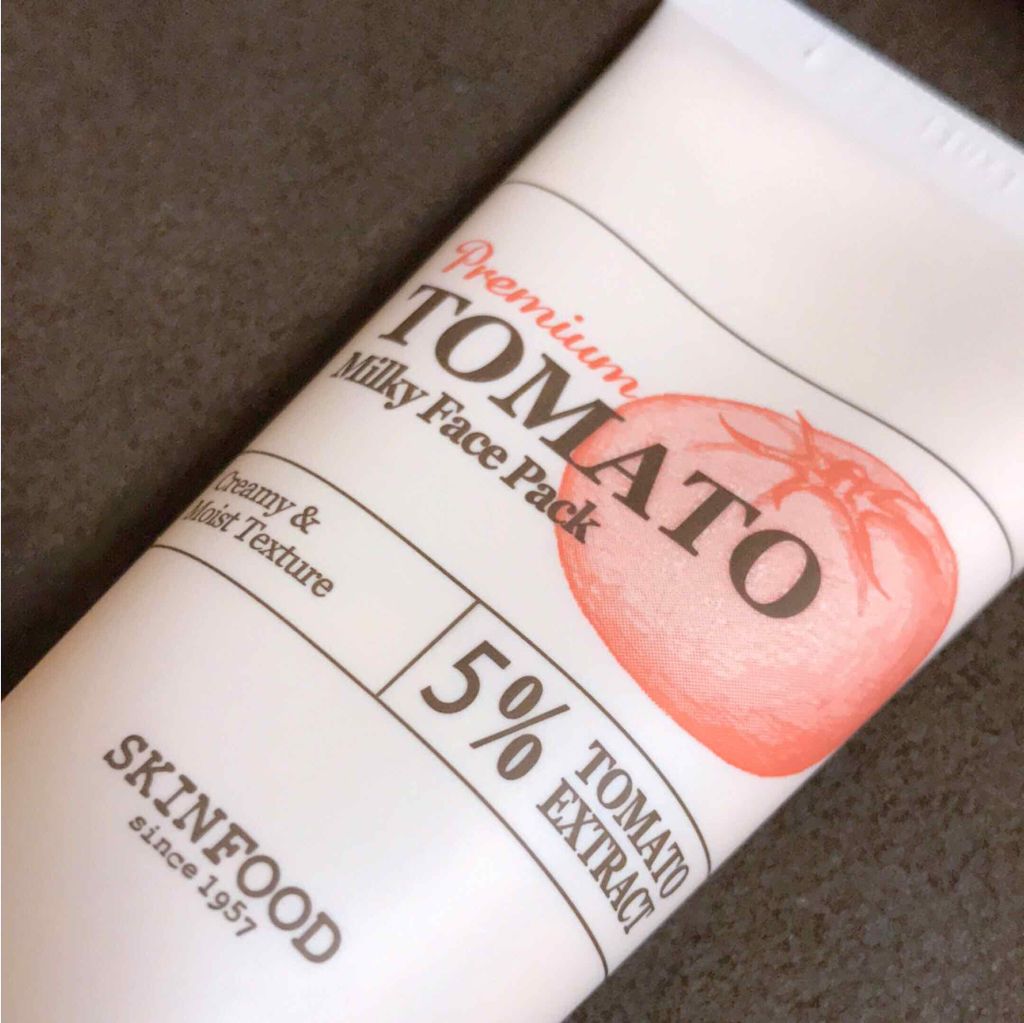 Premium
TOMATO
Milky Face Pack
Creamy &
Moist Texture
5%
TOMATO
EXTRACT
SKINFOOD
since 1957